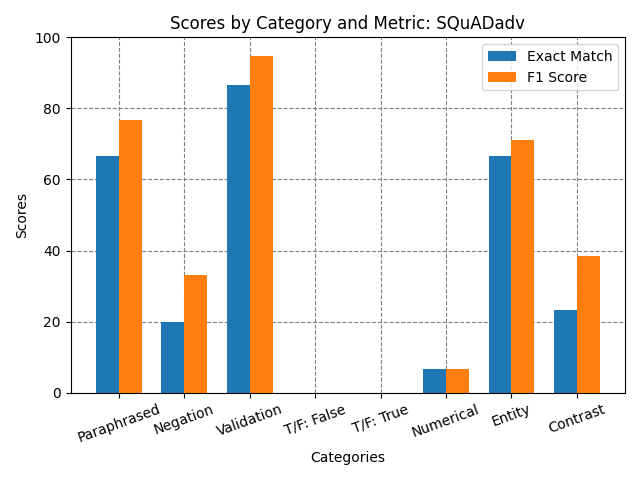 Scores by Category and Metric: SQuADadv
Exact Match
F1 Score
Scores
100
80
60
40
20
0
Paraphrased
Negation
Validation
T/F: False
T/F: True
Numerical
Entity
Contrast
Categories